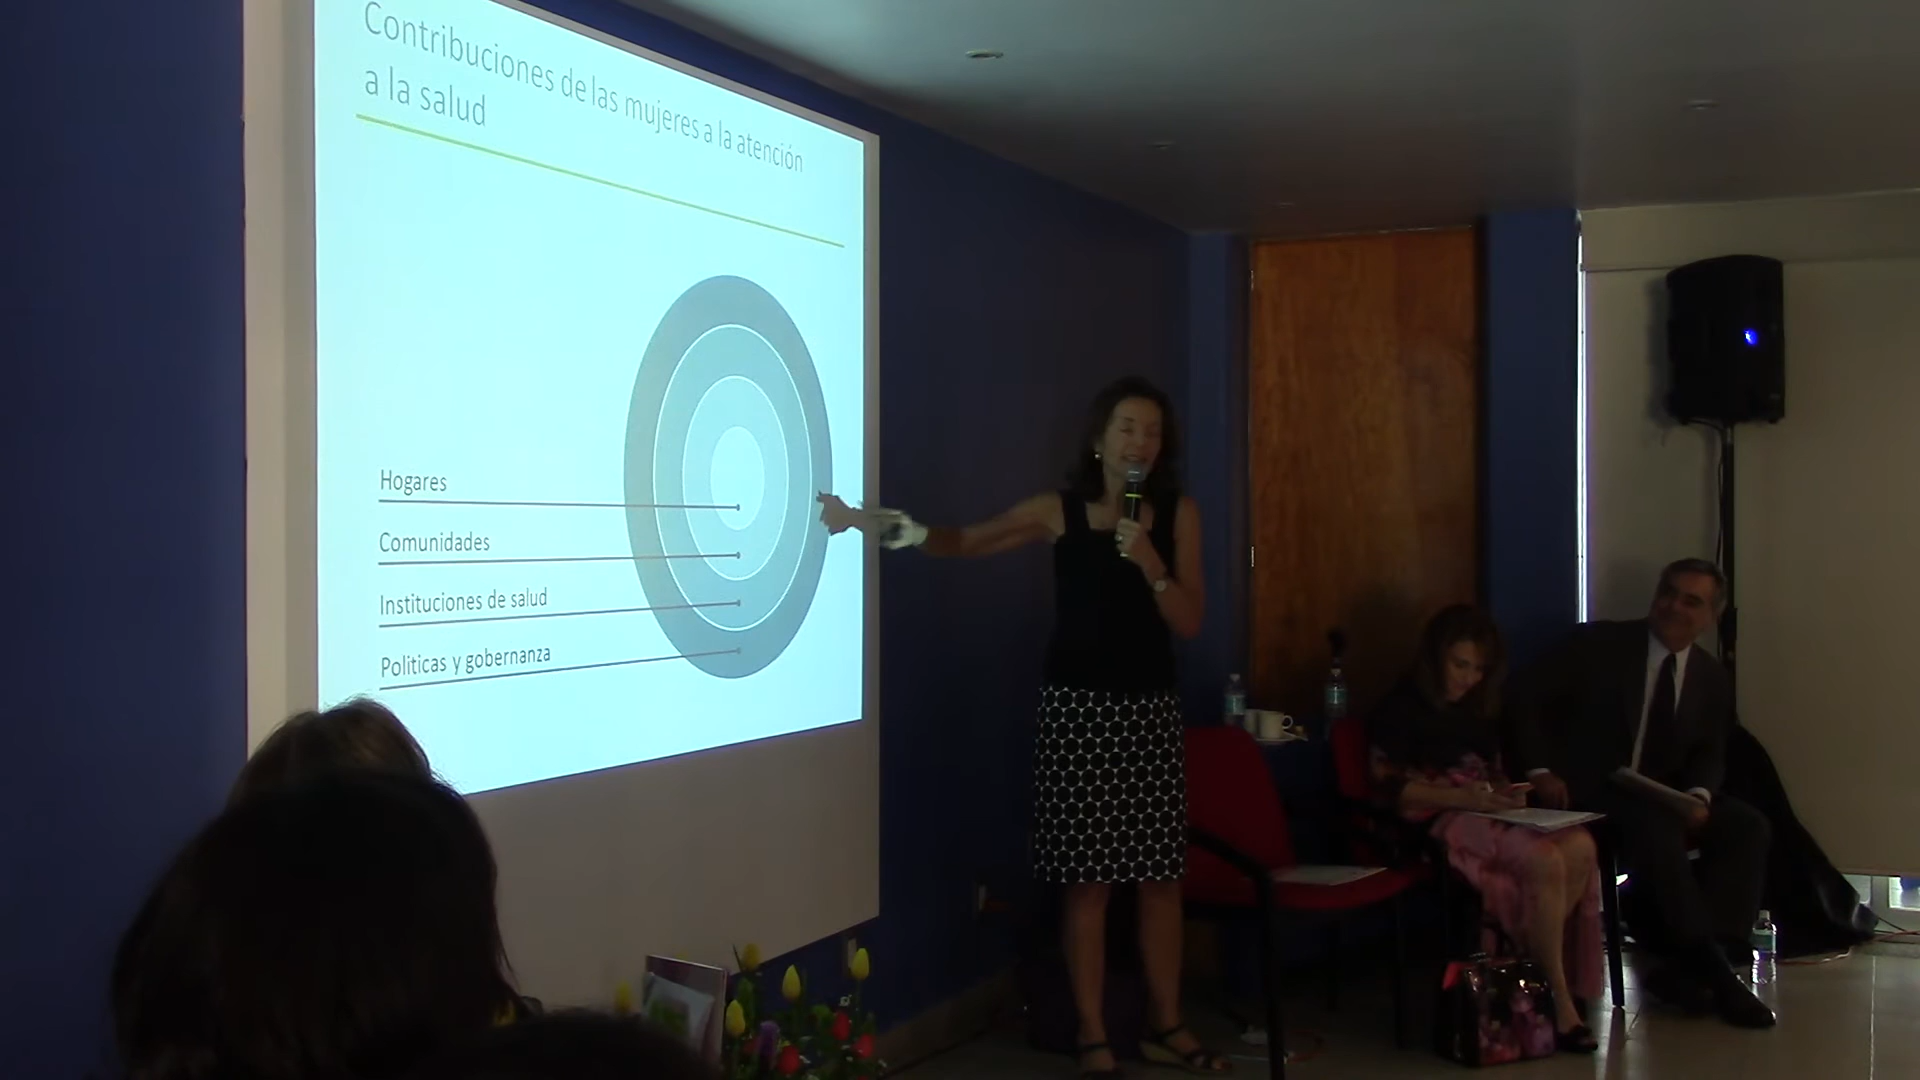 Contribuciones de las mujeres a la atención
a la salud
Hogares
Comunidades
Instituciones de salud
Politicas y gobernanza